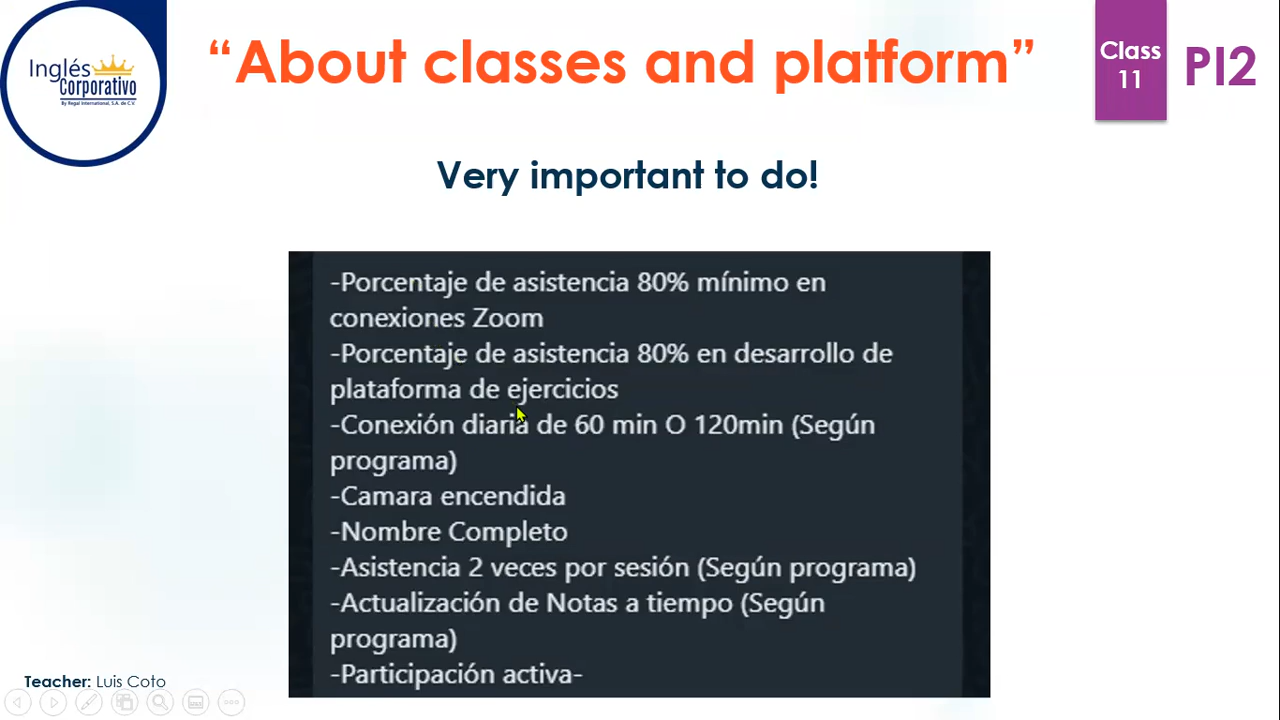 Inglés
Corporativo
By Regal International, S.A. de C.V.
“About classes and platform”
Class
11
PI2
Very important to do!
-Porcentaje de asistencia 80% mínimo en
conexiones Zoom
-Porcentaje de asistencia 80% en desarrollo de
plataforma de ejercicios
-Conexión diaria de 60 min O 120min (Según
programa)
-Camara encendida
-Nombre Completo
-Asistencia 2 veces por sesión (Según programa)
-Actualización de Notas a tiempo (Según
programa)
-Participación activa-
Teacher: Luis Coto